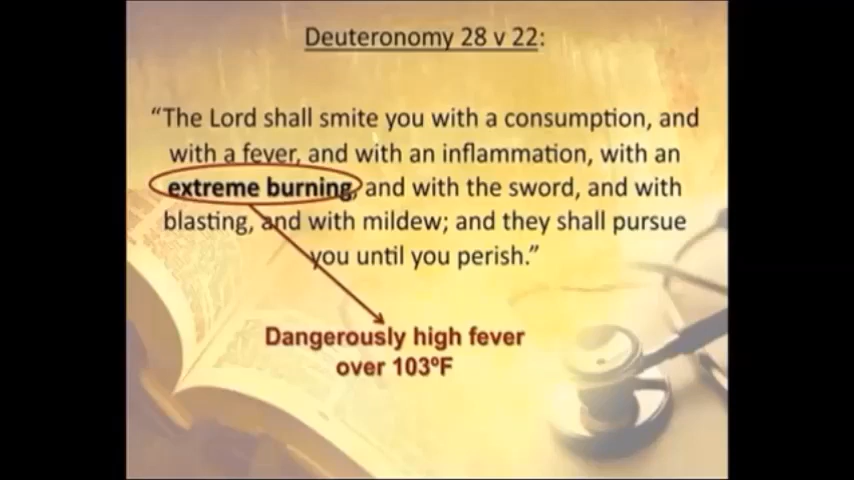 Deuteronomy 28 v 22:
“The Lord shall smite you with a consumption, and
with a fever, and with an inflammation, with an
extreme burning, and with the sword, and with
blasting, and with mildew; and they shall pursue
you until you perish.”
Dangerously high fever
over 103ºF